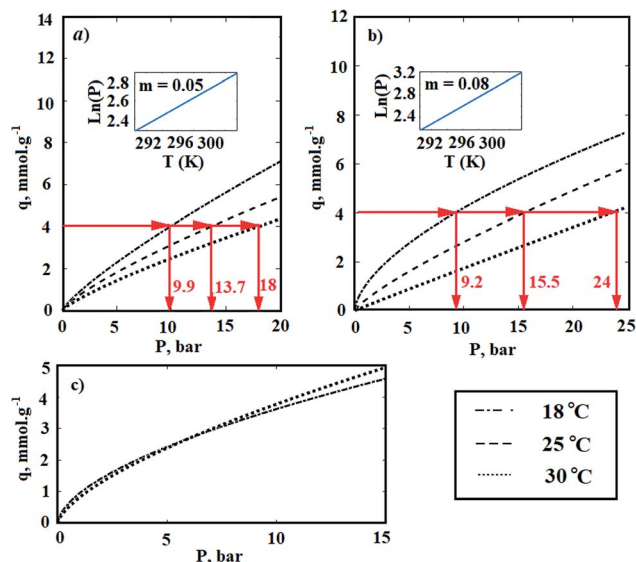 a)
14
12
10
8
6
4
2
0
q, mmol.g-1
2.8
2.6
2.4
Ln(P)
m = 0.05
292 296 300
T (K)
9.9 13.7 18
0 5 10 15 20
P, bar
b)
12
10
8
6
4
2
0
q, mmol.g-1
3.2
2.8
2.4
Ln(P)
m = 0.08
292 296 300
T (K)
9.2 15.5 24
0 5 10 15 20 25
P, bar
c)
5
4
3
2
1
0
q, mmol.g-1
0 5 10 15
P, bar
18 °C
25 °C
30 °C